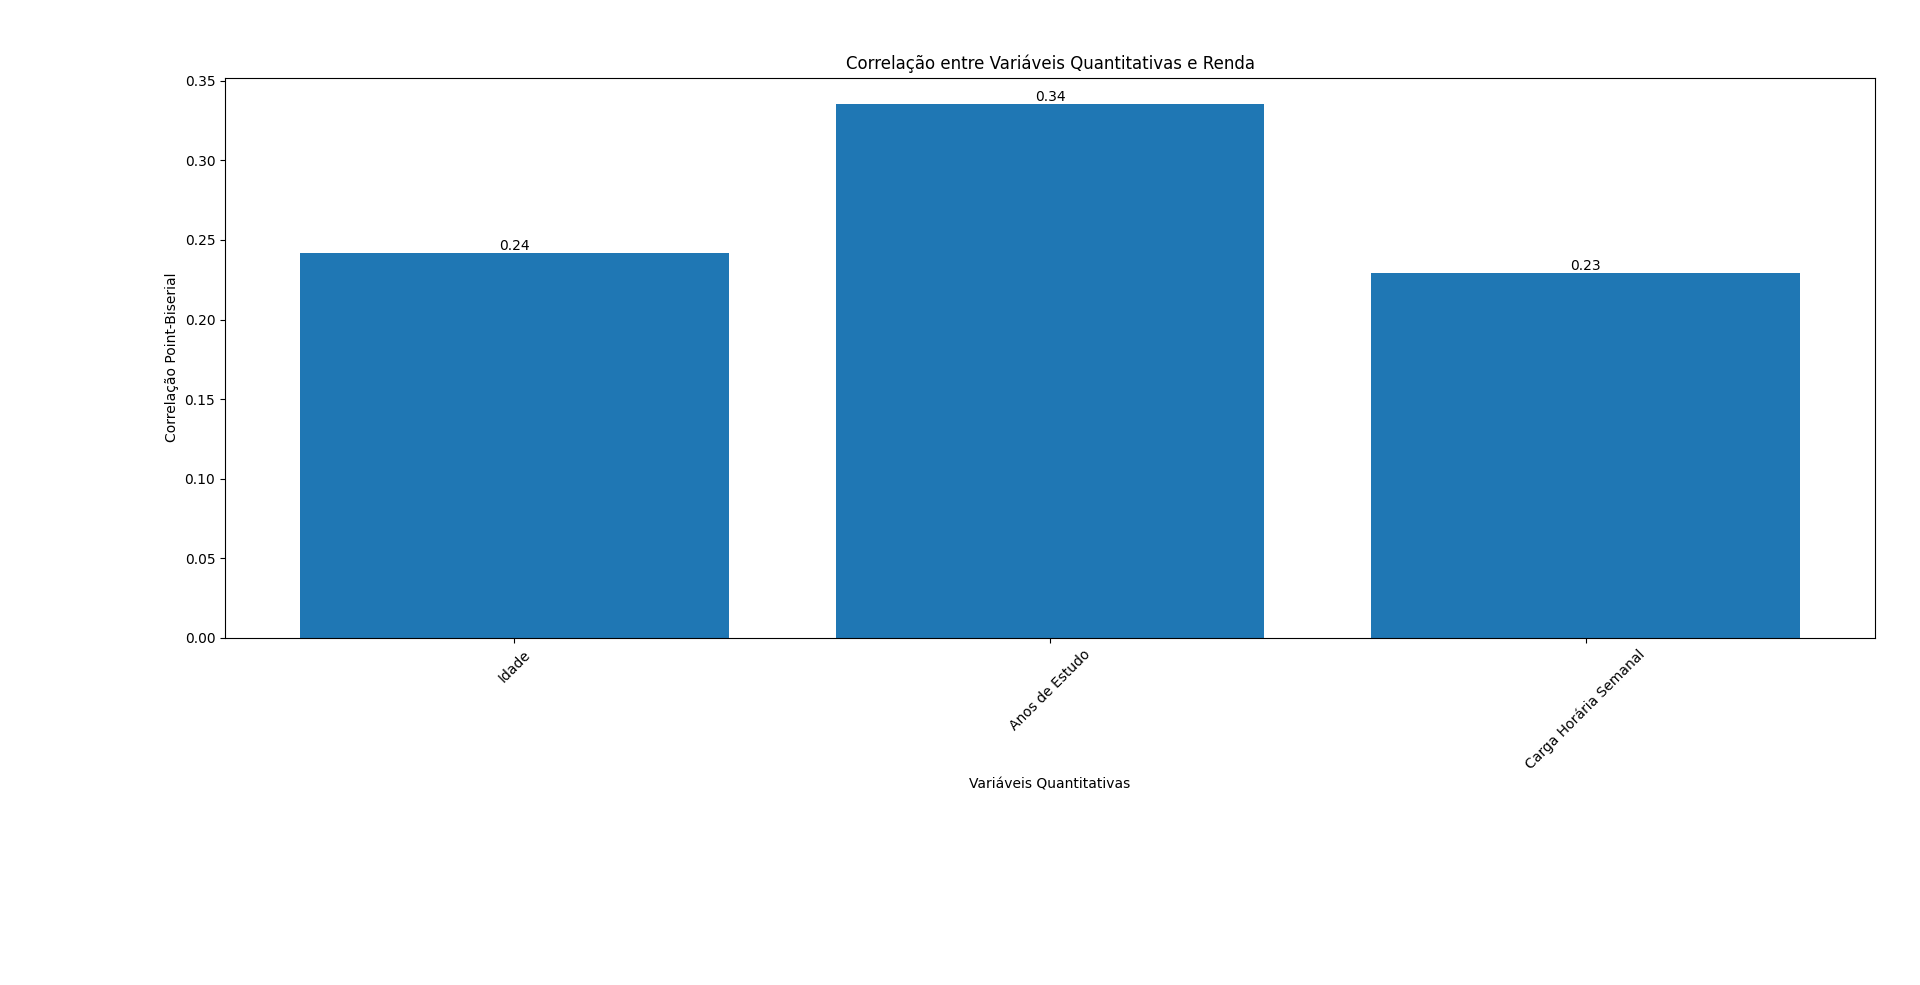 Correlação entre Variáveis Quantitativas e Renda
Correlação Point-Biserial
0.35
0.30
0.25
0.20
0.15
0.10
0.05
0.00
0.24
0.34
0.23
Idade
Anos de Estudo
Carga Horária Semanal
Variáveis Quantitativas